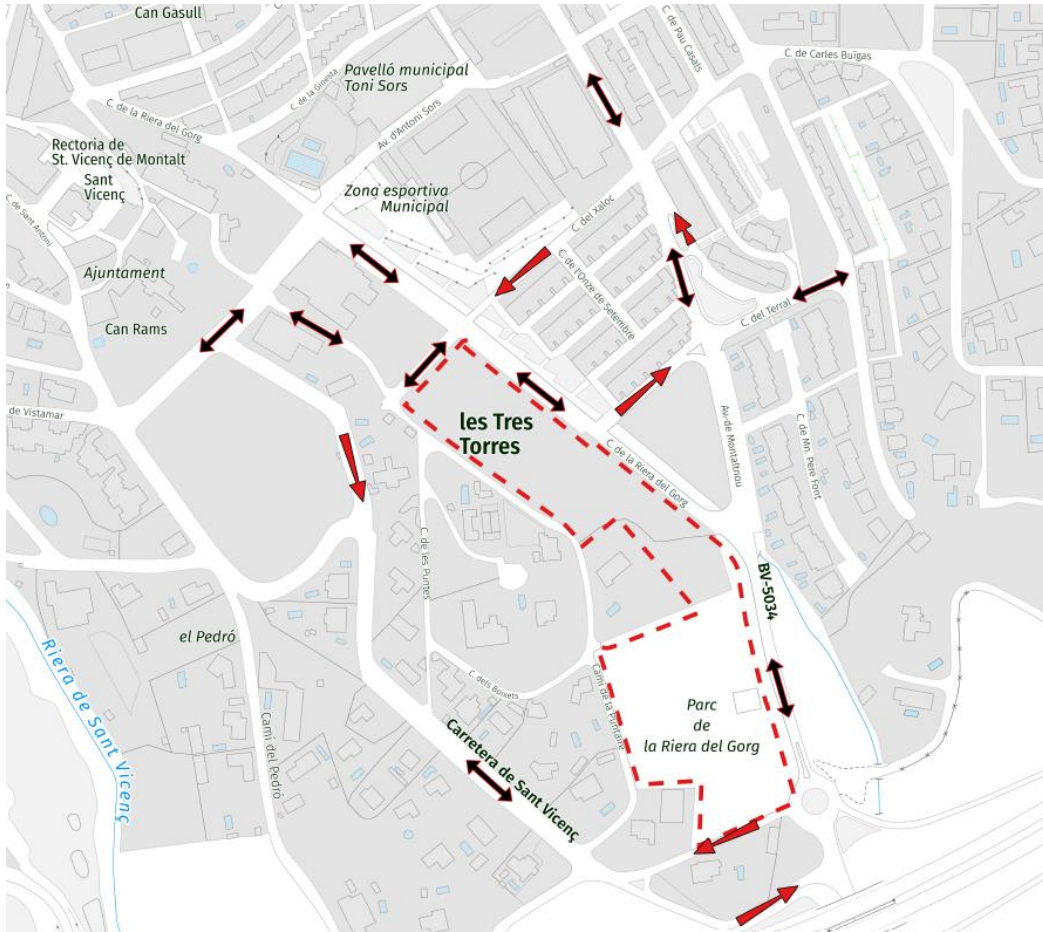 Can Gasull
C. de Pau Casals
C. de Carles Buïgas
Pavelló municipal
Toni Sors
C. de la Ginesta
C. de la Riera del Gorg
Av. d'Antoni Sors
Rectoria de
St. Vicenç de Montalt
Sant
Vicenç
C. de Sant Antoni
Zona esportiva
Municipal
C. del Xaloc
C. de l'Onze de Setembre
Ajuntament
Can Rams
C. del Terral
de Vistamar
les Tres
Torres
Av. de Montaltnou
C. de Mn. Pere Font
C. de la Riera del Gorg
C. de les Puntes
BV-5034
el Pedró
Riera de Sant Vicenç
Camí del Pedró
C. dels Boixets
Camí de la Puntaire
Parc
de
la Riera del Gorg
Carretera de Sant Vicenç